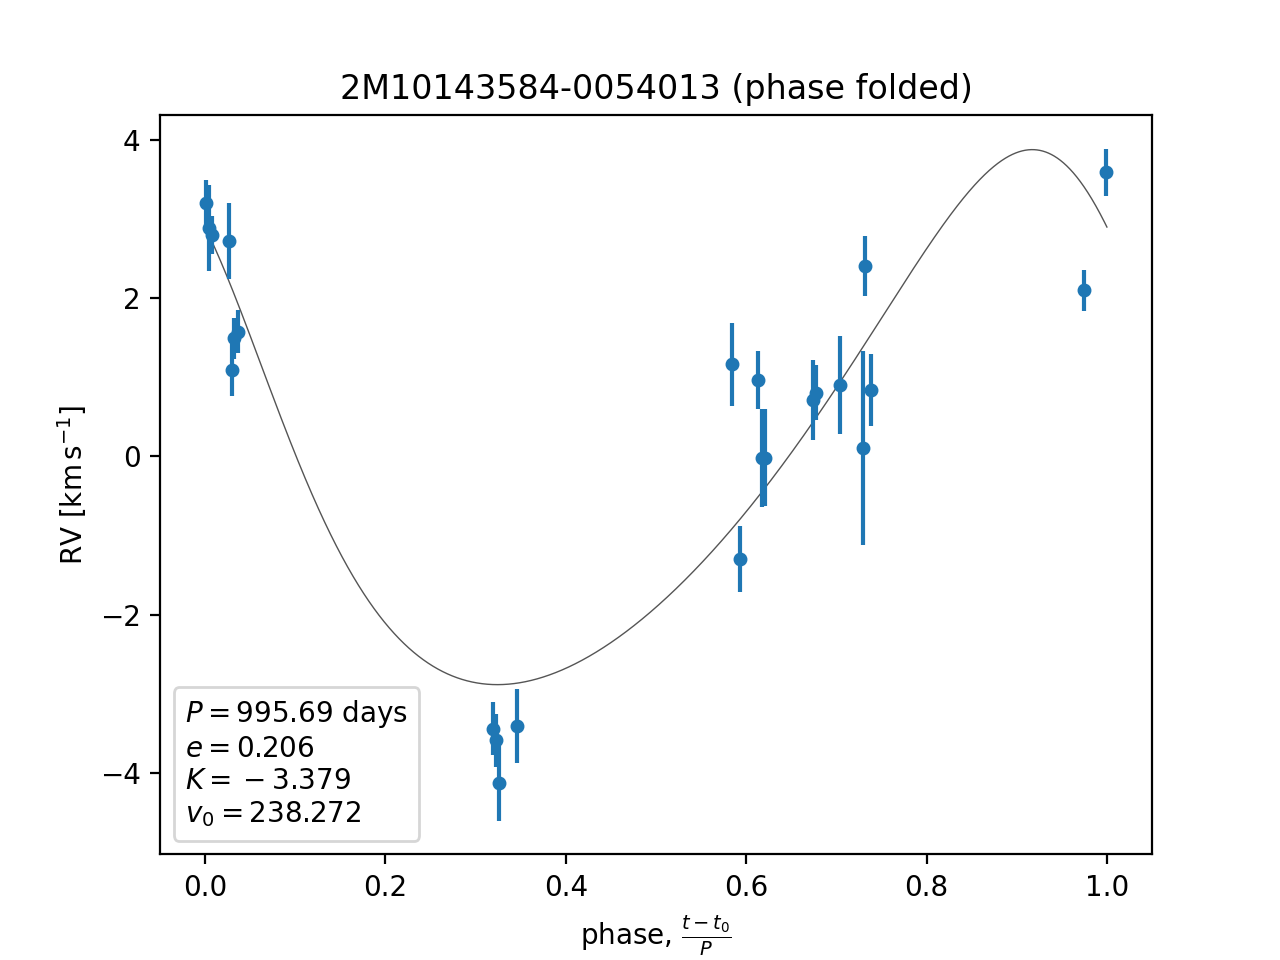 2M10143584-0054013 (phase folded)
4
2
0
−2
−4
RV [km s⁻¹]
P = 995.69 days
e = 0.206
K = −3.379
v₀ = 238.272
0.0 0.2 0.4 0.6 0.8 1.0
phase, (t − t₀)/P